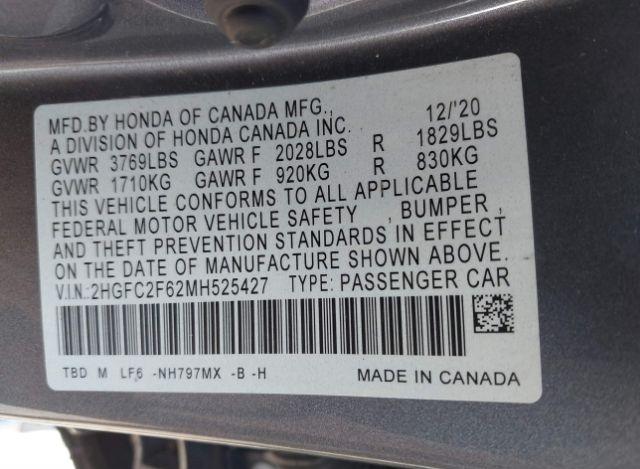 MFD.BY HONDA OF CANADA MFG., 12/'20
A DIVISION OF HONDA CANADA INC.
GVWR 3769LBS GAWR F 2028LBS R 1829LBS
GVWR 1710KG GAWR F 920KG R 830KG
THIS VEHICLE CONFORMS TO ALL APPLICABLE
FEDERAL MOTOR VEHICLE SAFETY , BUMPER ,
AND THEFT PREVENTION STANDARDS IN EFFECT
ON THE DATE OF MANUFACTURE SHOWN ABOVE.
V.I.N.:2HGFC2F62MH525427 TYPE: PASSENGER CAR
TBD M LF6 -NH797MX -B -H MADE IN CANADA